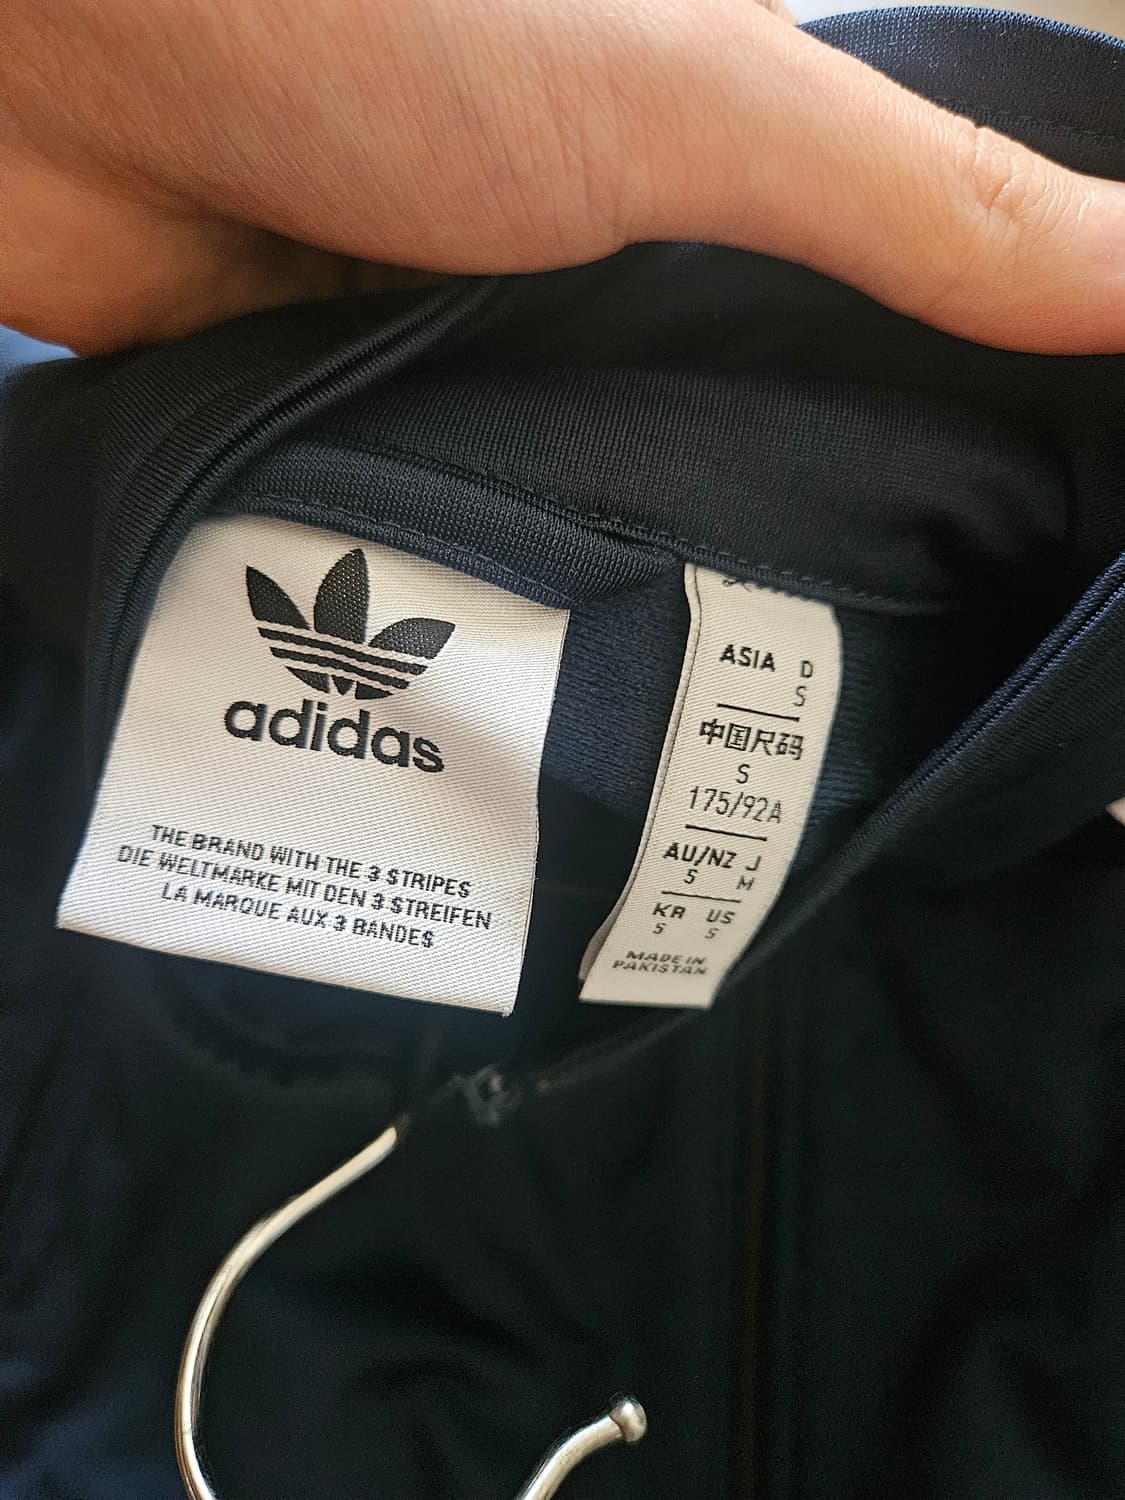 adidas
THE BRAND WITH THE 3 STRIPES
DIE WELTMARKE MIT DEN 3 STREIFEN
LA MARQUE AUX 3 BANDES
ASIA D
S
中国尺码
S
175/92A
AU/NZ J
S M
KR US
S S
MADE IN
PAKISTAN